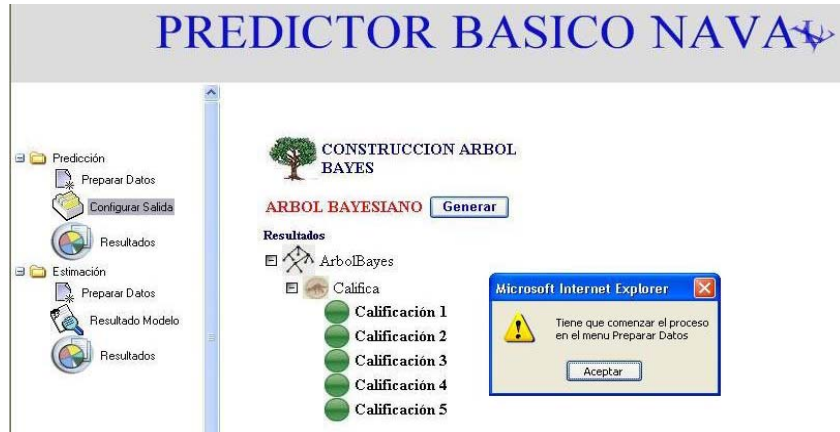 PREDICTOR BASICO NAVAL
Predicción
Preparar Datos
Configurar Salida
Resultados
Estimación
Preparar Datos
Resultado Modelo
Resultados
CONSTRUCCION ARBOL
BAYES
ARBOL BAYESIANO Generar
Resultados
ArbolBayes
Califica
Calificación 1
Calificación 2
Calificación 3
Calificación 4
Calificación 5
Microsoft Internet Explorer
Tiene que comenzar el proceso
en el menu Preparar Datos
Aceptar